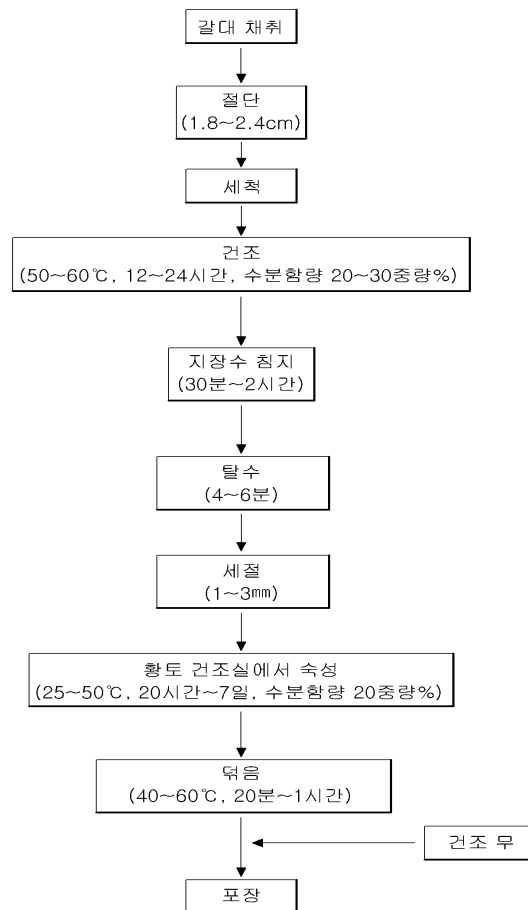 갈대 채취
절단
(1.8～2.4cm)
세척
건조
(50～60℃, 12～24시간, 수분함량 20～30중량%)
지장수 침지
(30분～2시간)
탈수
(4～6분)
세절
(1～3㎜)
황토 건조실에서 숙성
(25～50℃, 20시간～7일, 수분함량 20중량%)
덖음
(40～60℃, 20분～1시간)
건조 무
포장